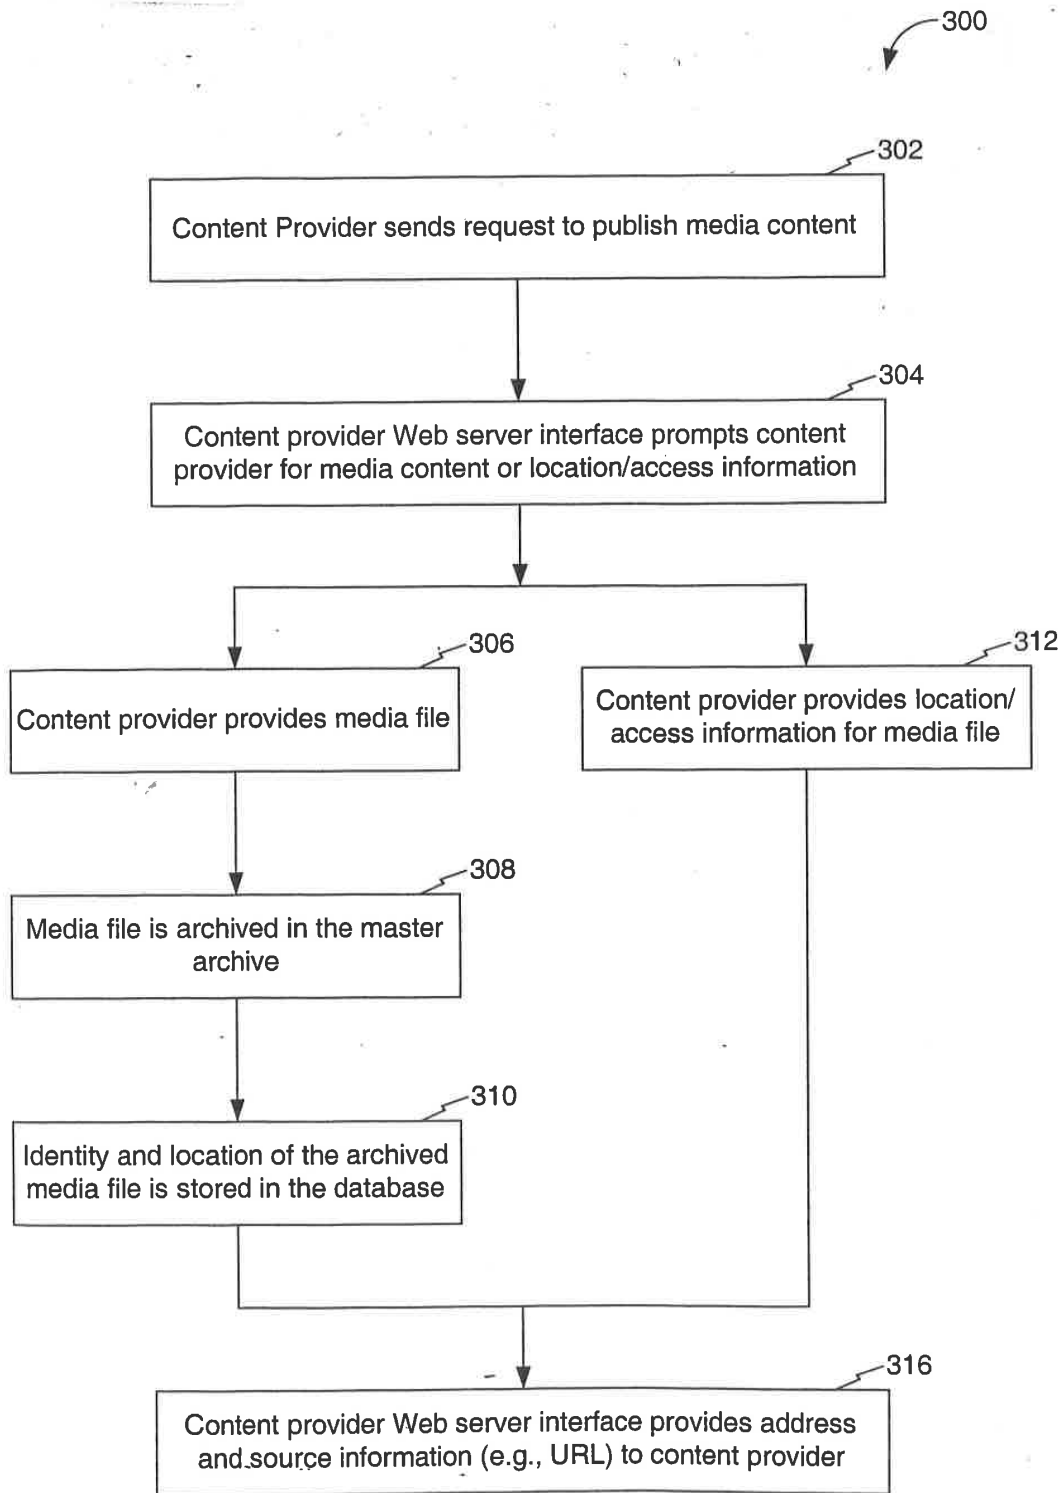 300
302
Content Provider sends request to publish media content
304
Content provider Web server interface prompts content
provider for media content or location/access information
306
Content provider provides media file
312
Content provider provides location/
access information for media file
308
Media file is archived in the master
archive
310
Identity and location of the archived
media file is stored in the database
316
Content provider Web server interface provides address
and source information (e.g., URL) to content provider